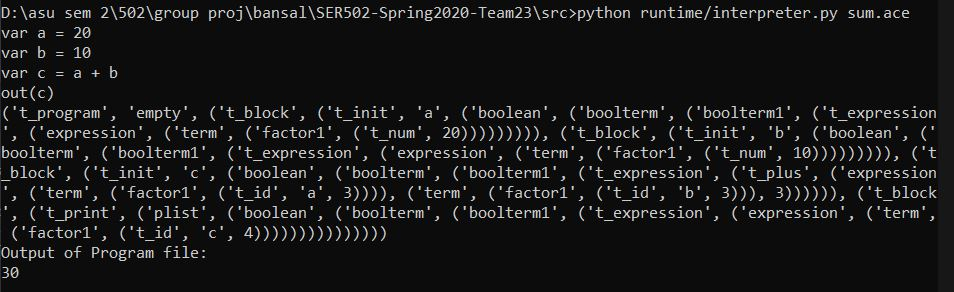 D:\asu sem 2\502\group proj\bansal\SER502-Spring2020-Team23\src>python runtime/interpreter.py sum.ace
var a = 20
var b = 10
var c = a + b
out(c)
('t_program', 'empty', ('t_block', ('t_init', 'a', ('boolean', ('boolterm', ('boolterm1', ('t_expression
', ('expression', ('term', ('factor1', ('t_num', 20))))))))), ('t_block', ('t_init', 'b', ('boolean', ('
boolterm', ('boolterm1', ('t_expression', ('expression', ('term', ('factor1', ('t_num', 10))))))))), ('t
_block', ('t_init', 'c', ('boolean', ('boolterm', ('boolterm1', ('t_expression', ('t_plus', ('expression
', ('term', ('factor1', ('t_id', 'a', 3)))), ('term', ('factor1', ('t_id', 'b', 3))), 3)))))), ('t_block
', ('t_print', ('plist', ('boolean', ('boolterm', ('boolterm1', ('t_expression', ('expression', ('term',
 ('factor1', ('t_id', 'c', 4)))))))))))))))
Output of Program file:
30